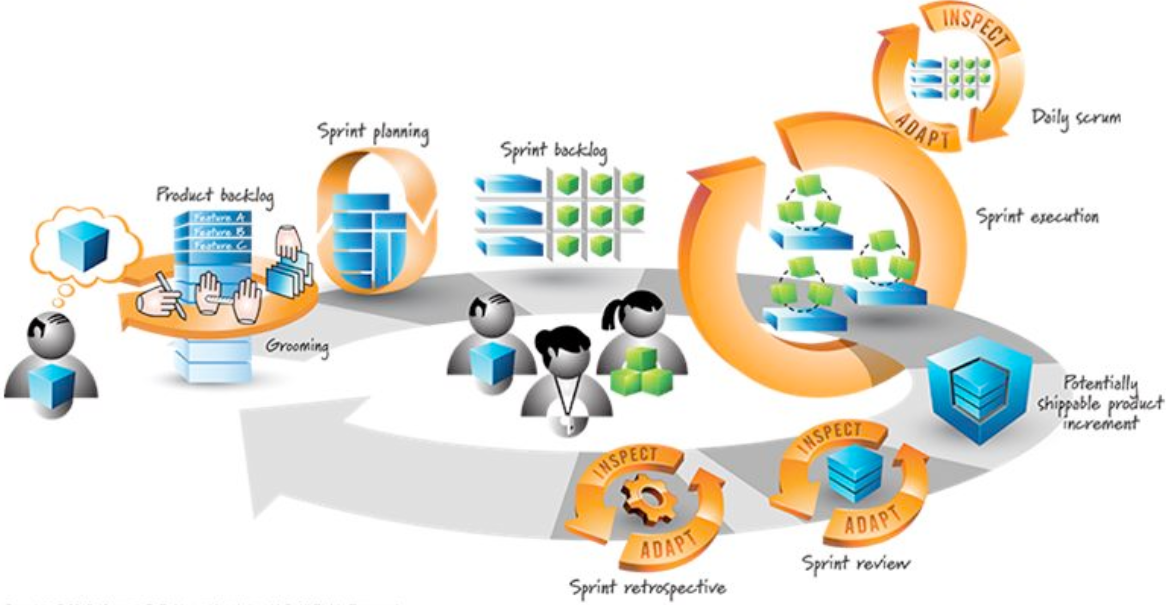 INSPECT
ADAPT
Daily scrum
Sprint planning
Sprint backlog
Product backlog
Feature A
Feature B
Feature C
Sprint execution
Grooming
Potentially
shippable product
increment
INSPECT
ADAPT
Sprint review
INSPECT
ADAPT
Sprint retrospective